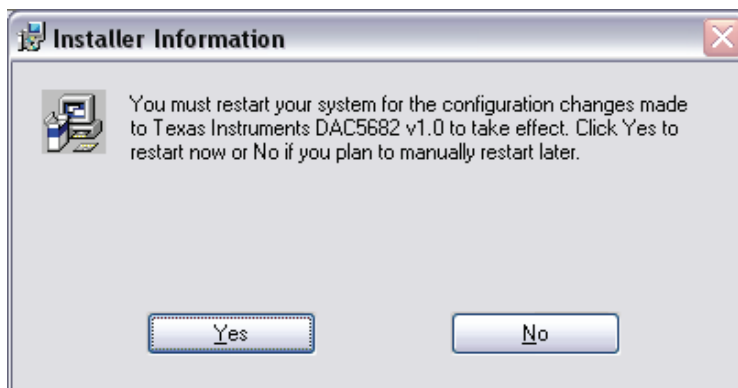 Installer Information
You must restart your system for the configuration changes made
to Texas Instruments DAC5682 v1.0 to take effect. Click Yes to
restart now or No if you plan to manually restart later.
Yes
No